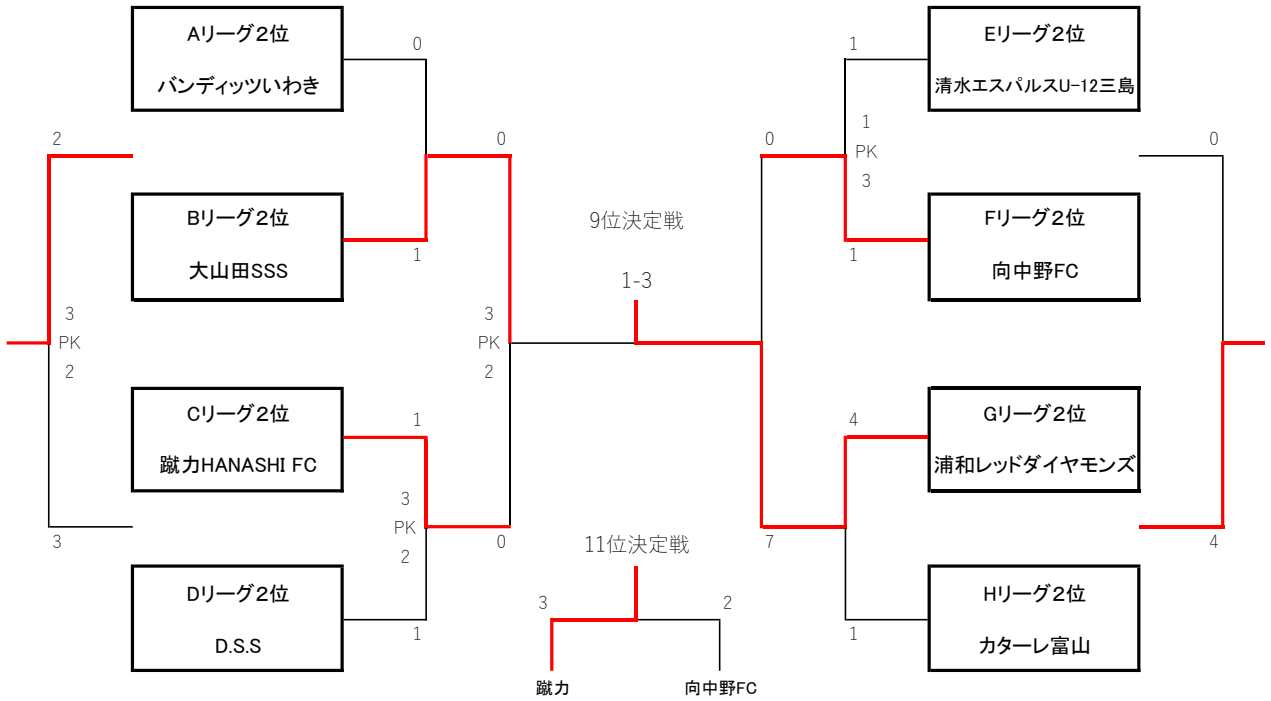 Aリーグ２位
バンディッツいわき
0
2
0
Bリーグ２位
大山田SSS
1
3
PK
2
3
PK
2
Cリーグ２位
蹴力HANASHI FC
1
3
PK
2
3
0
Dリーグ２位
D.S.S
1
9位決定戦
1-3
11位決定戦
3
2
蹴力
向中野FC
Eリーグ２位
清水エスパルスU-12三島
1
1
PK
3
0
0
Fリーグ２位
向中野FC
1
Gリーグ２位
浦和レッドダイヤモンズ
4
7
4
Hリーグ２位
カターレ富山
1